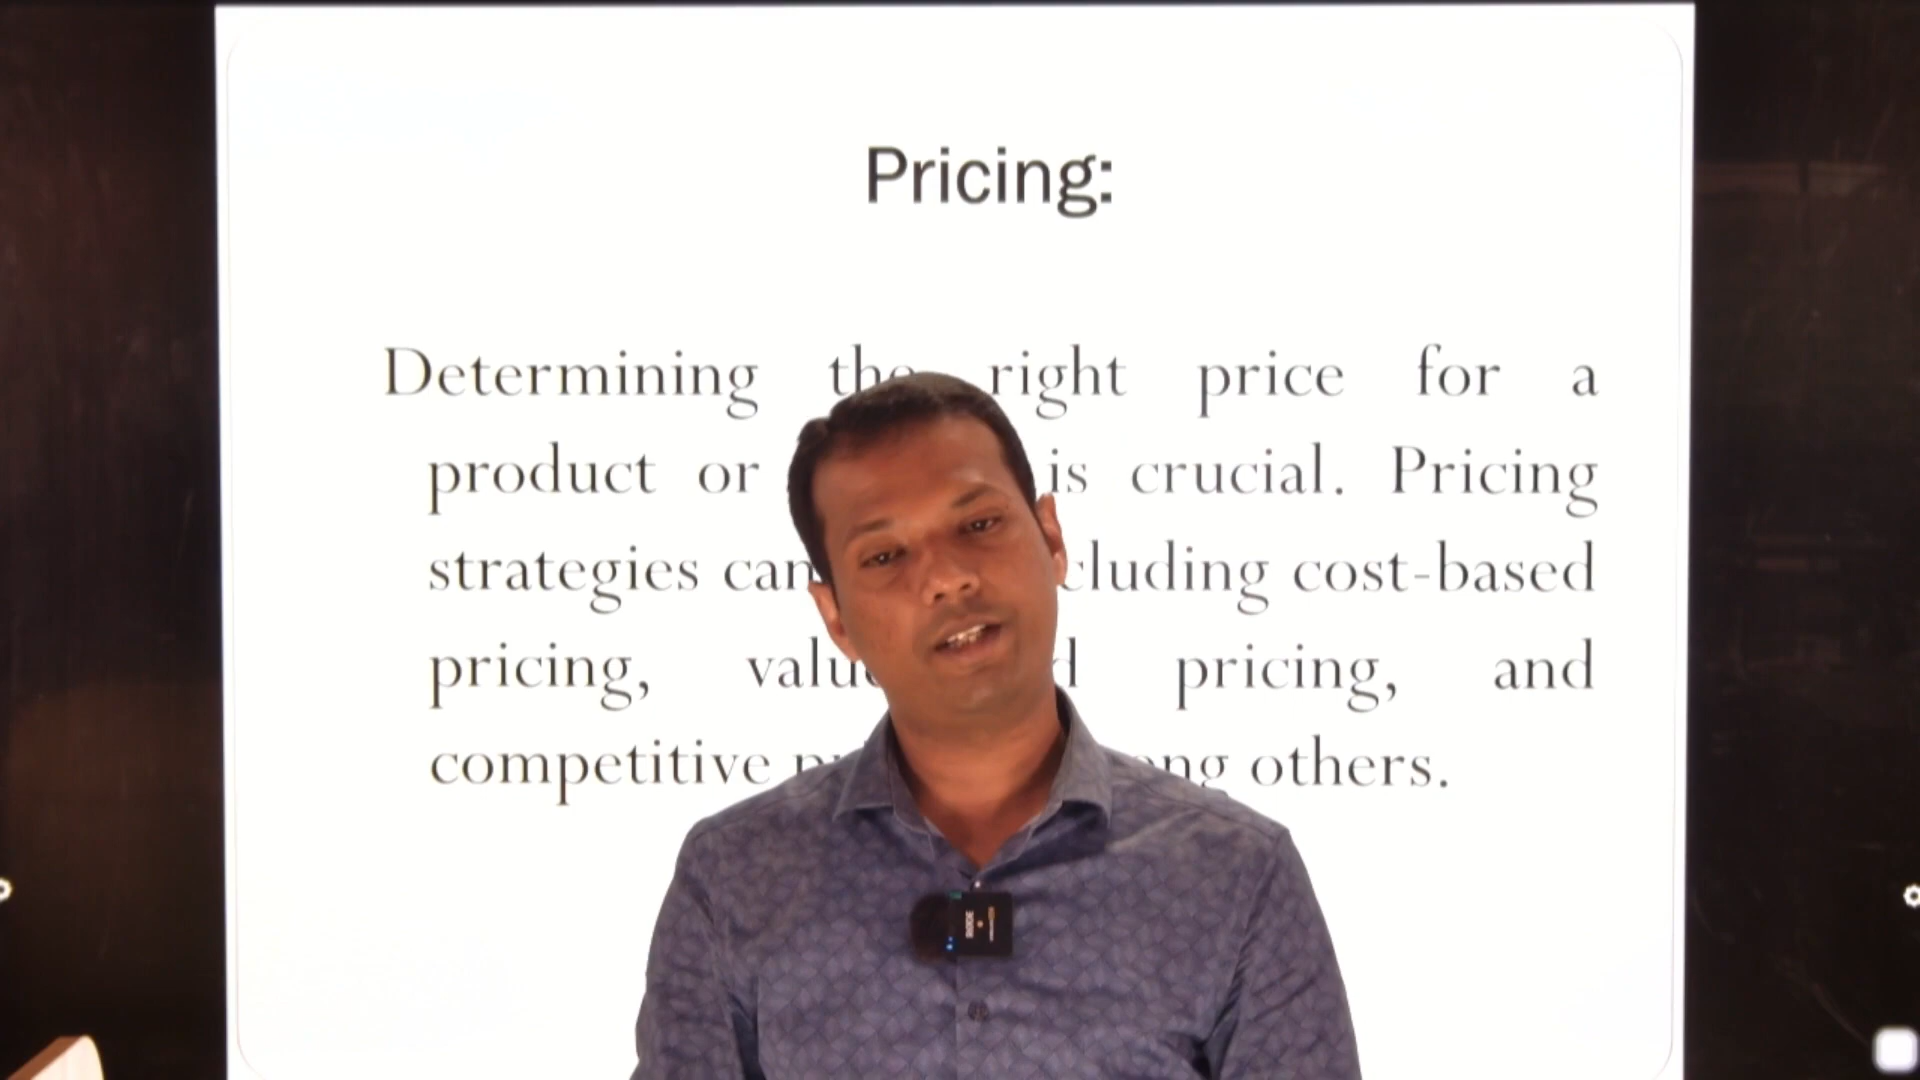 Pricing:
Determining the right price for a
product or is crucial. Pricing
strategies can cluding cost-based
pricing, pricing, and
competitive others.
RØDE